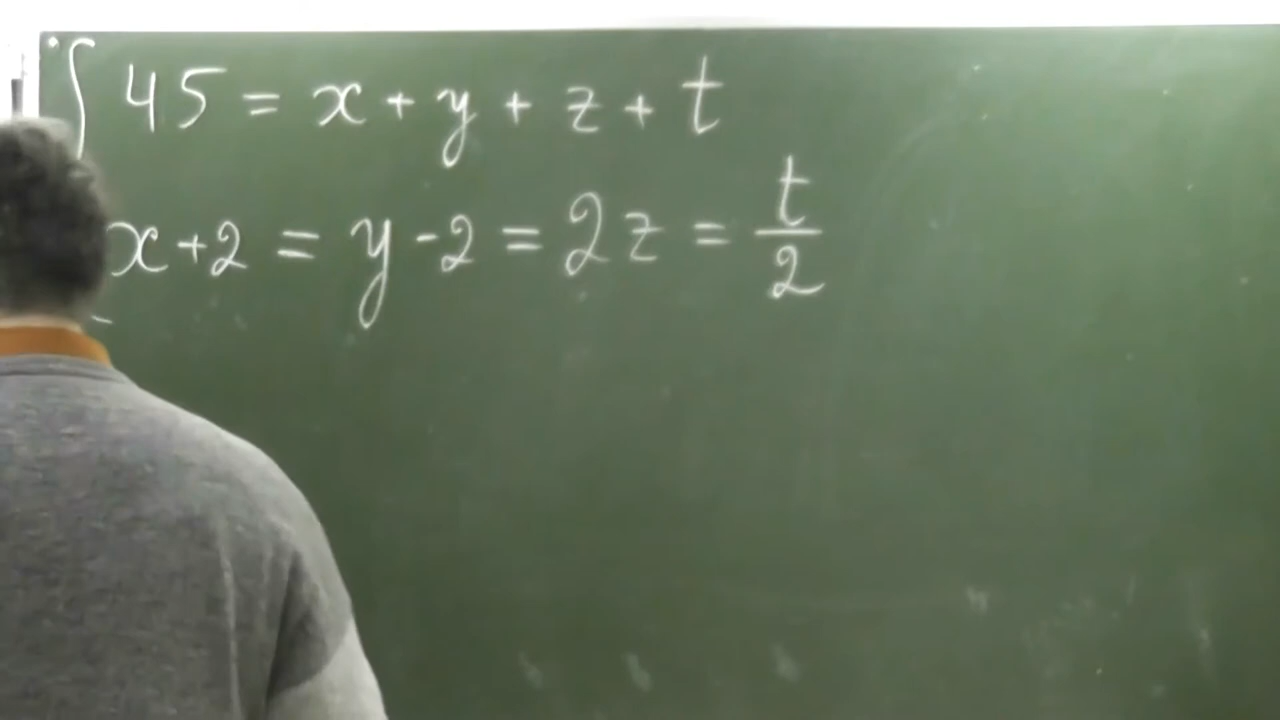 45 = x + y + z + t
x + 2 = y - 2 = 2z = t/2